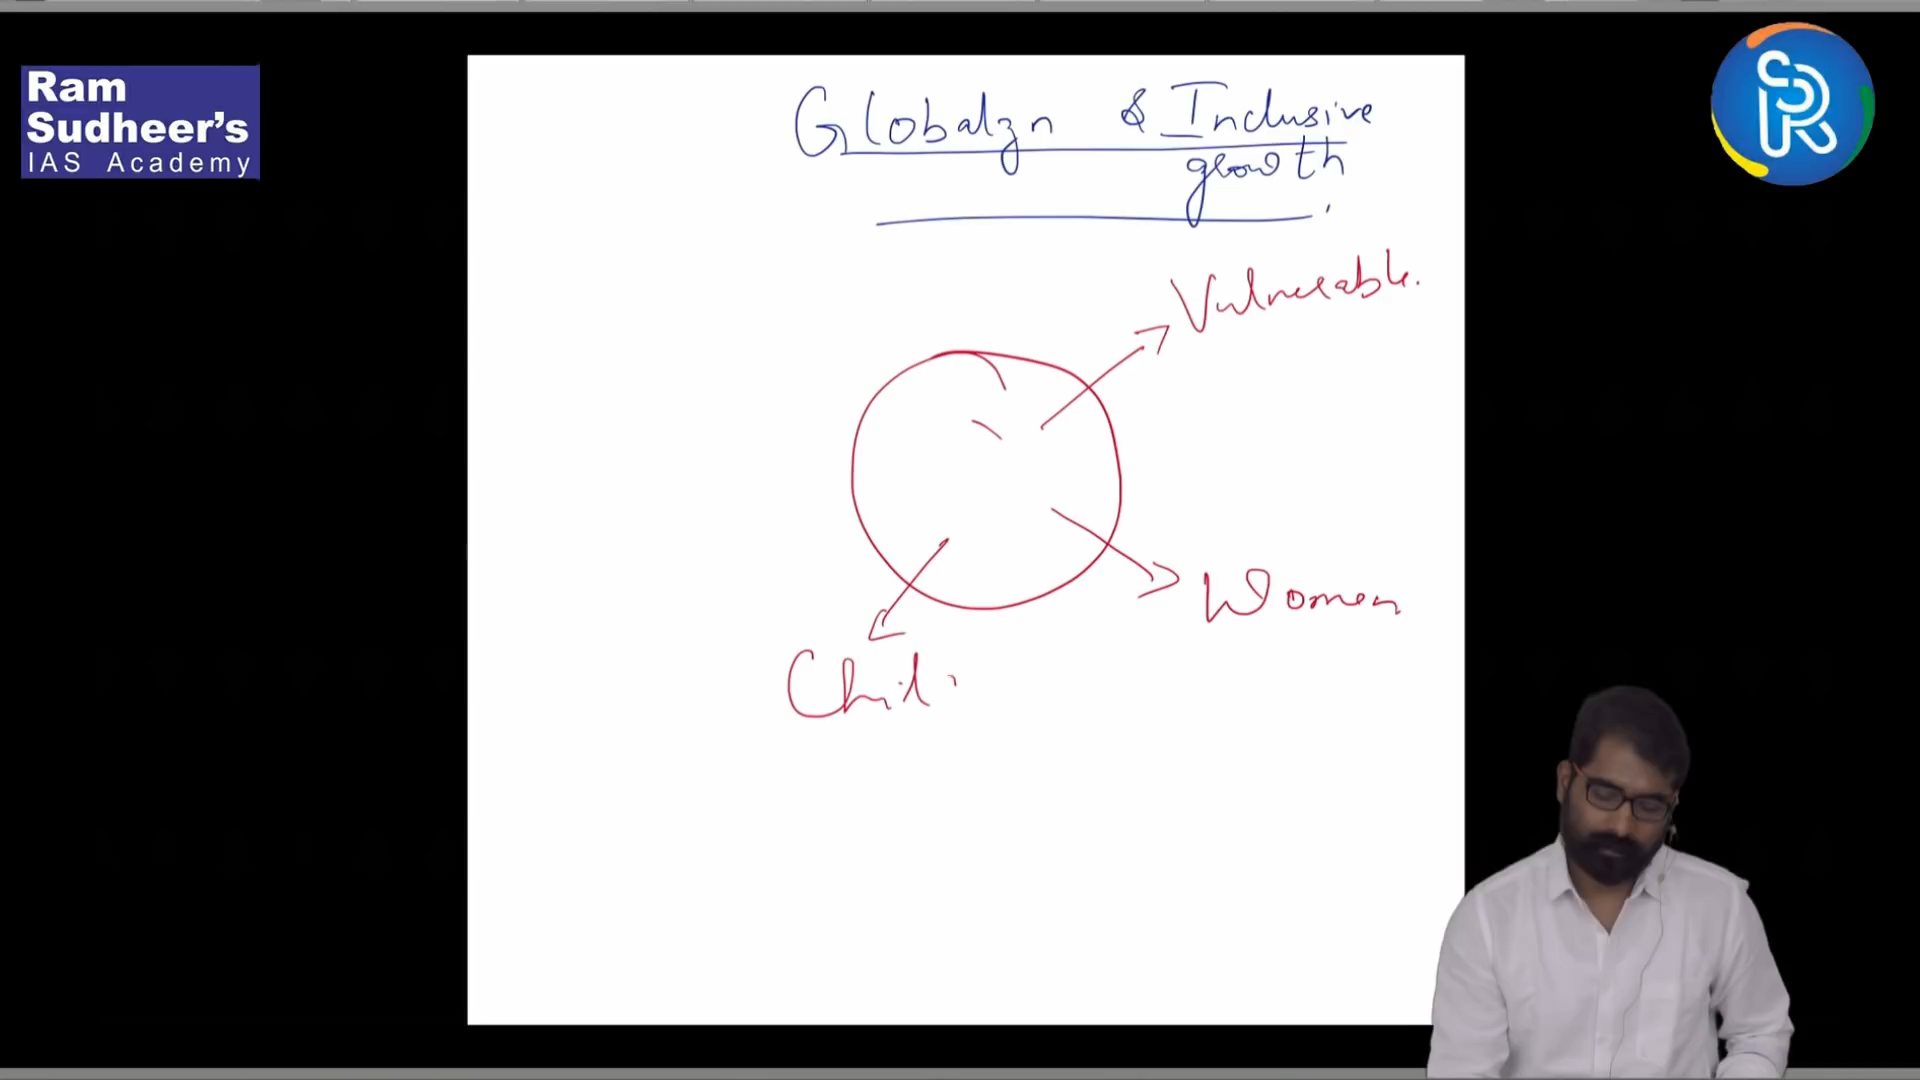 Ram
Sudheer's
IAS Academy
Globalzn & Inclusive
growth
Vulnerable.
Women
Chil